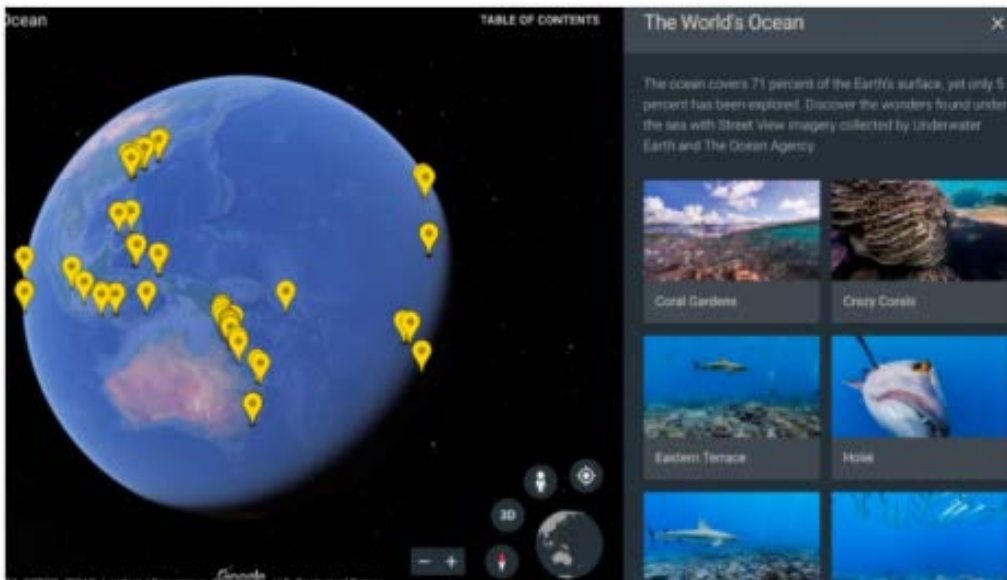 Ocean
TABLE OF CONTENTS
The World's Ocean
The ocean covers 71 percent of the Earth's surface, yet only 5
percent has been explored. Discover the wonders found under
the sea with Street View imagery collected by Underwater
Earth and The Ocean Agency
Coral Gardens
Crazy Corals
Eastern Terrace
Holei
3D
Google